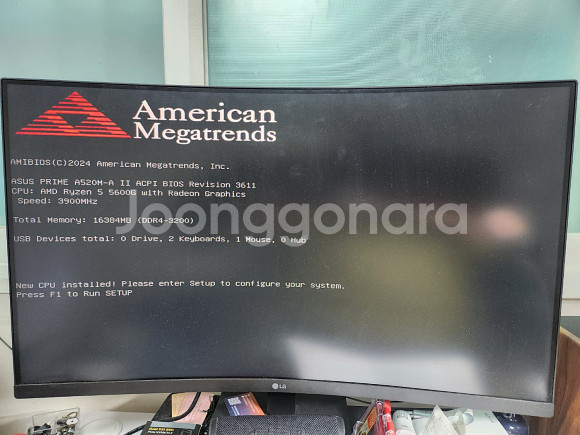 American
Megatrends
AMIBIOS(C)2024 American Megatrends, Inc.
ASUS PRIME A520M-A II ACPI BIOS Revision 3611
CPU: AMD Ryzen 5 5600G with Radeon Graphics
Speed: 3900MHz
Total Memory: 16384MB (DDR4-3200)
Joonggonara
USB Devices total: 0 Drive, 2 Keyboards, 1 Mouse, 0 Hub
New CPU installed! Please enter Setup to configure your system.
Press F1 to Run SETUP
LG